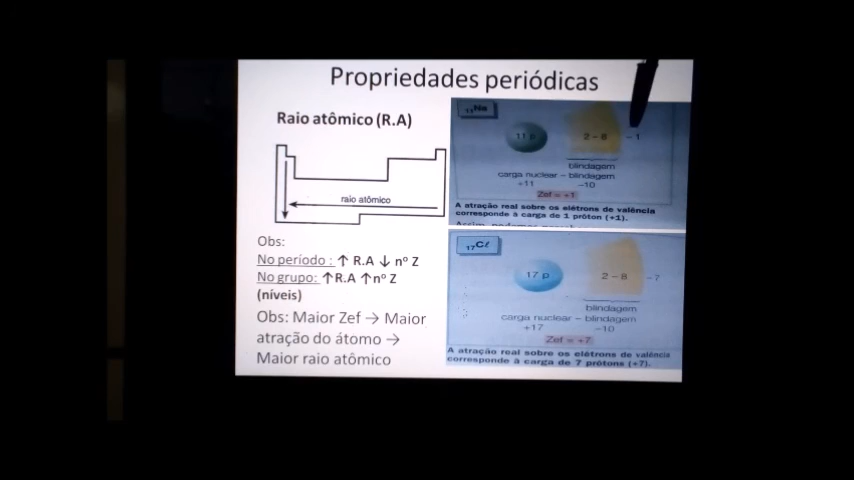 Propriedades periódicas
Raio atômico (R.A)
raio atômico
Obs:
No período : ↑ R.A ↓ nº Z
No grupo: ↑R.A ↑nº Z
(níveis)
Obs: Maior Zef → Maior
atração do átomo →
Maior raio atômico
11Na
11 p
2 – 8
– 1
blindagem
carga nuclear – blindagem
+11 –10
Zef = +1
A atração real sobre os elétrons de valência
corresponde à carga de 1 próton (+1).
17Cℓ
17 p
2 – 8
– 7
blindagem
carga nuclear – blindagem
+17 –10
Zef = +7
A atração real sobre os elétrons de valência
corresponde à carga de 7 prótons (+7).